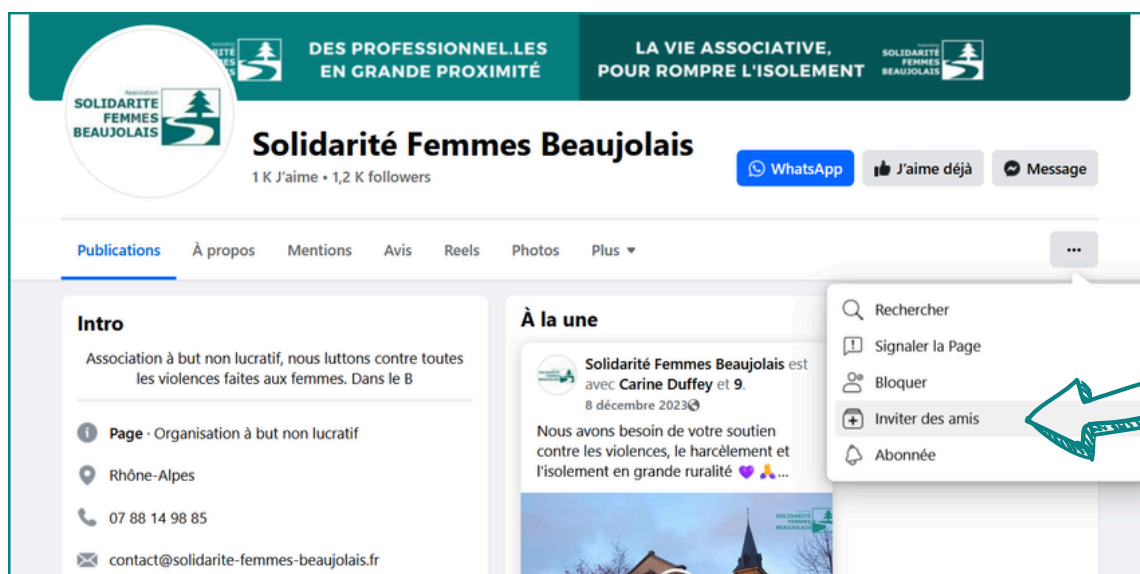 DES PROFESSIONNEL.LES
EN GRANDE PROXIMITÉ
LA VIE ASSOCIATIVE,
POUR ROMPRE L'ISOLEMENT
SOLIDARITÉ
FEMMES
BEAUJOLAIS
Association
SOLIDARITE
FEMMES
BEAUJOLAIS
Solidarité Femmes Beaujolais
1 K J'aime • 1,2 K followers
WhatsApp
J'aime déjà
Message
Publications
À propos
Mentions
Avis
Reels
Photos
Plus
Intro
Association à but non lucratif, nous luttons contre toutes
les violences faites aux femmes. Dans le B
Page · Organisation à but non lucratif
Rhône-Alpes
07 88 14 98 85
contact@solidarite-femmes-beaujolais.fr
À la une
Solidarité Femmes Beaujolais est
avec Carine Duffey et 9.
8 décembre 2023
Nous avons besoin de votre soutien
contre les violences, le harcèlement et
l'isolement en grande ruralité 💜 🙏...
SOLIDARITÉ
FEMMES
BEAUJOLAIS
Rechercher
Signaler la Page
Bloquer
Inviter des amis
Abonnée